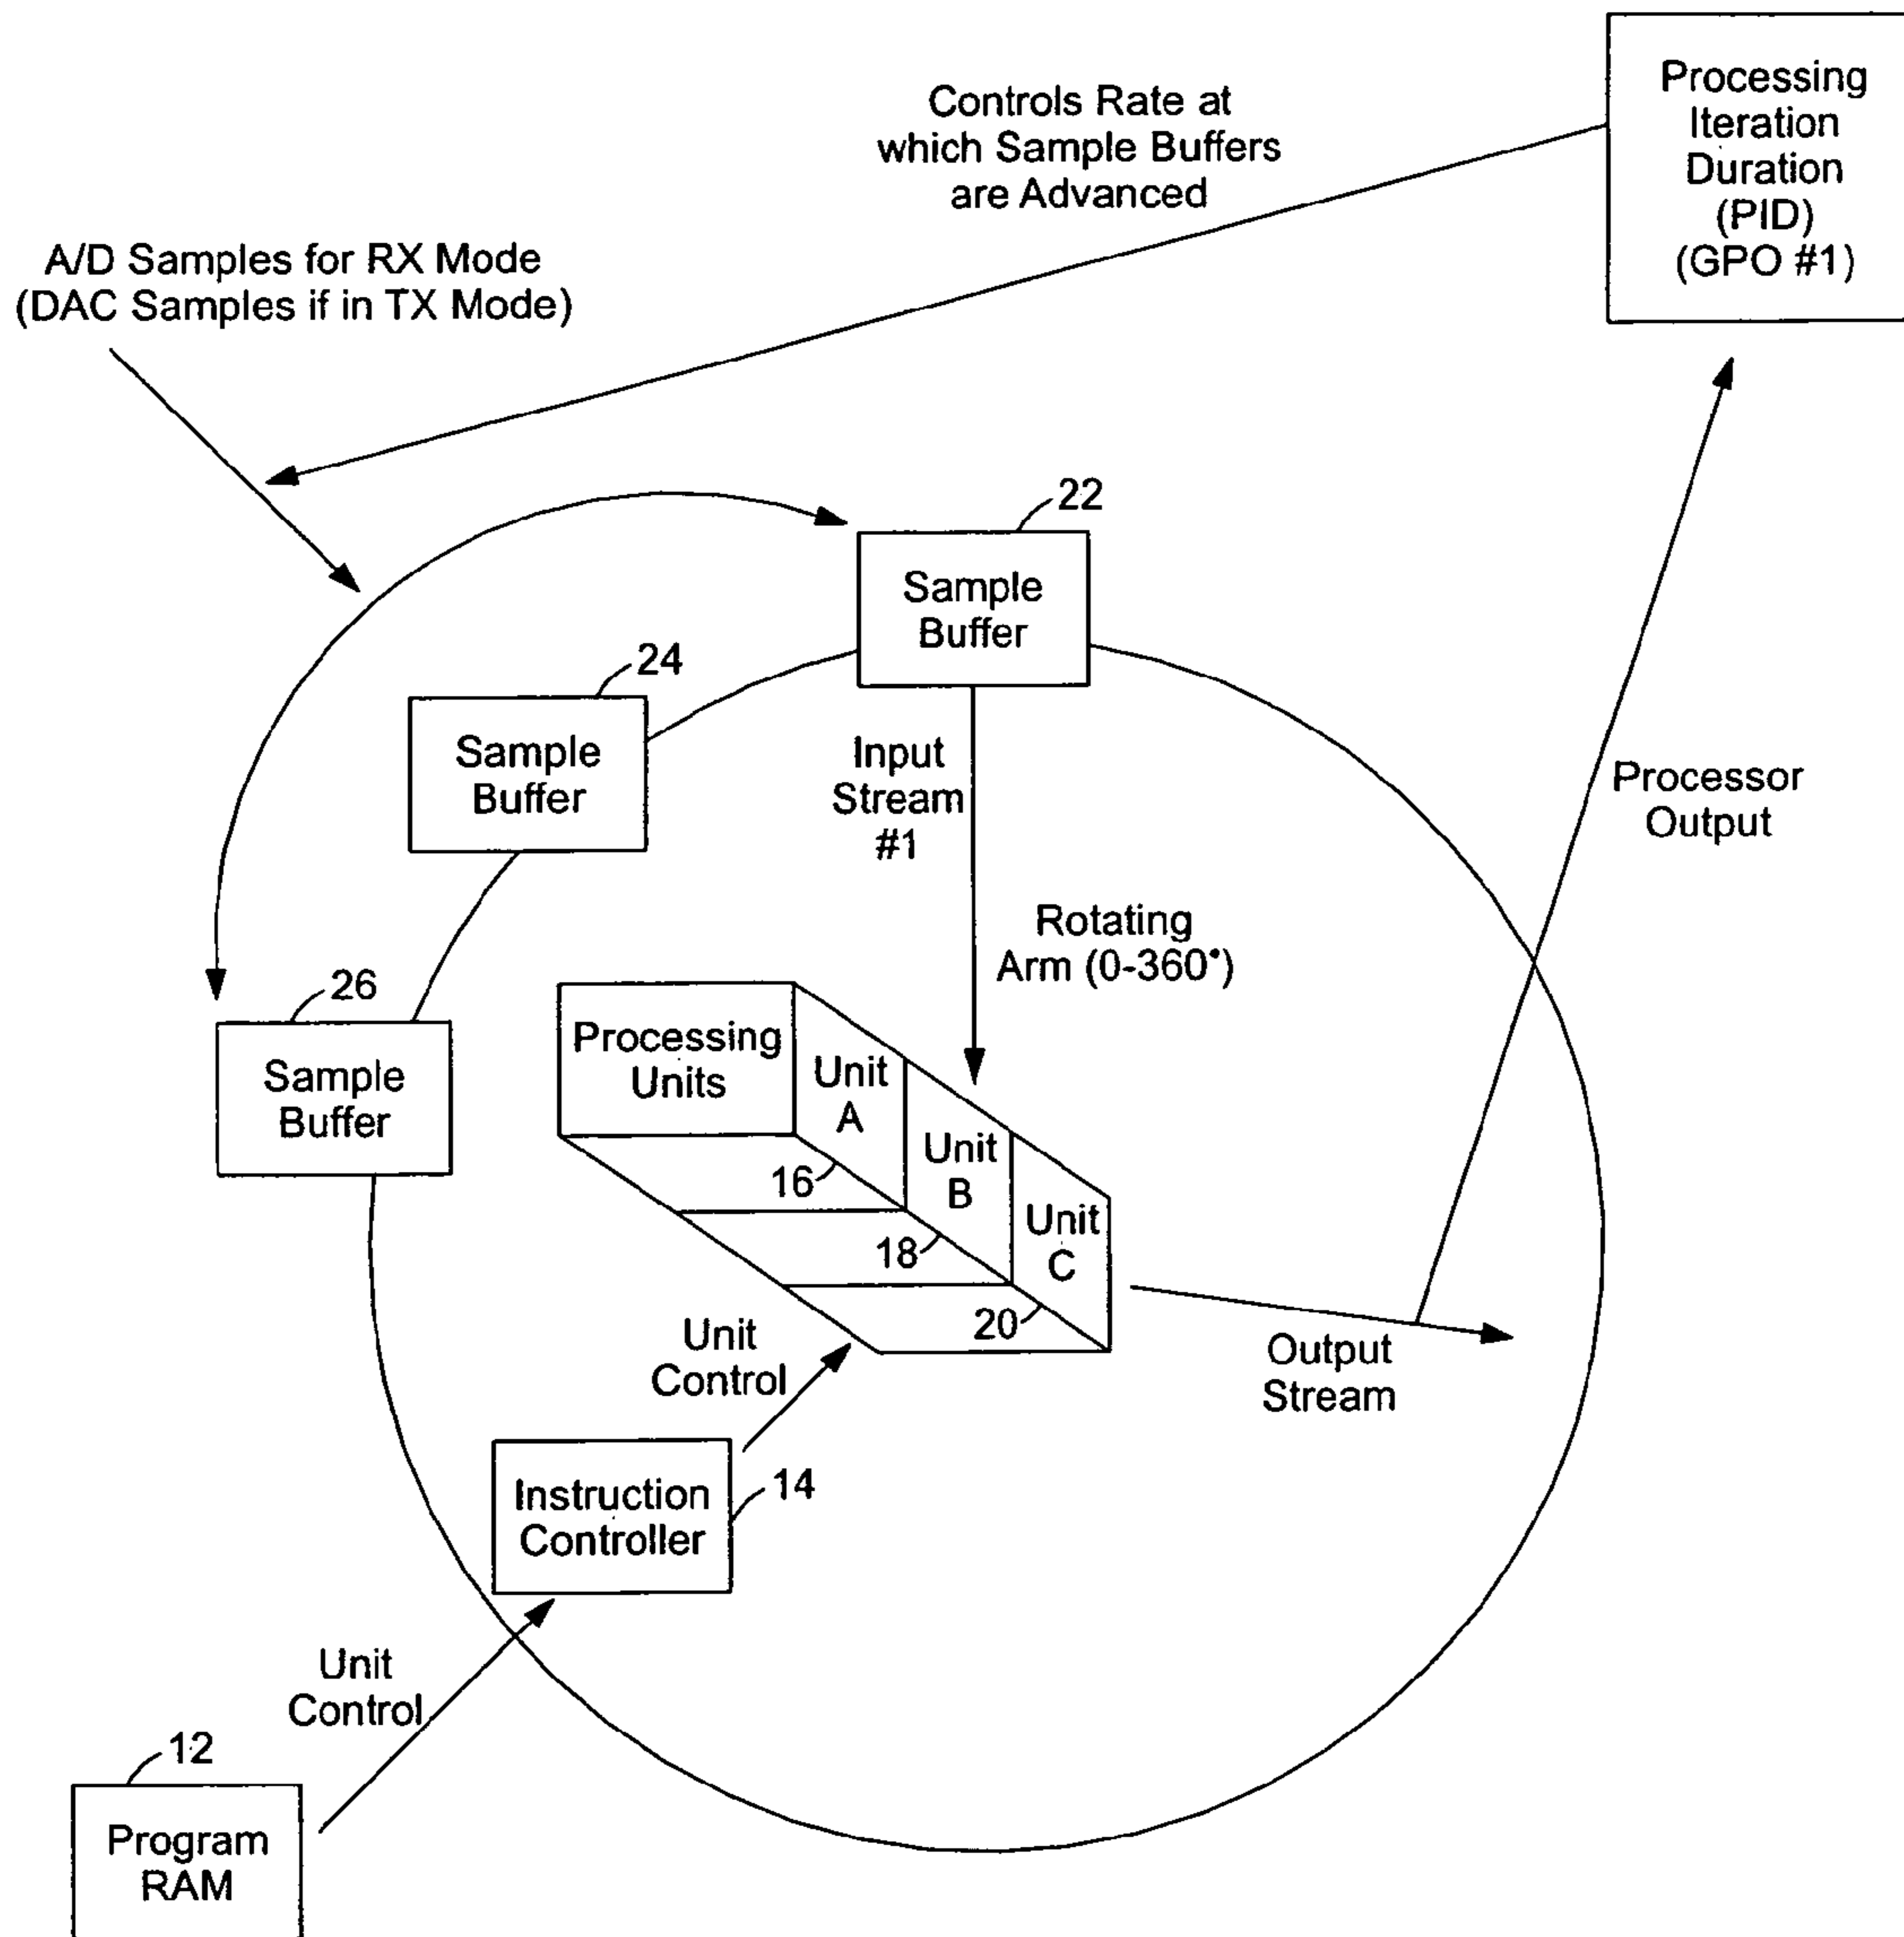 Processing
Iteration
Duration
(PID)
(GPO #1)
Controls Rate at
which Sample Buffers
are Advanced
A/D Samples for RX Mode
(DAC Samples if in TX Mode)
22
Sample
Buffer
24
Sample
Buffer
Input
Stream
#1
Processor
Output
Rotating
Arm (0-360°)
26
Sample
Buffer
Processing
Units
Unit
A
Unit
B
Unit
C
16
18
20
Unit
Control
Output
Stream
Instruction
Controller
14
Unit
Control
12
Program
RAM